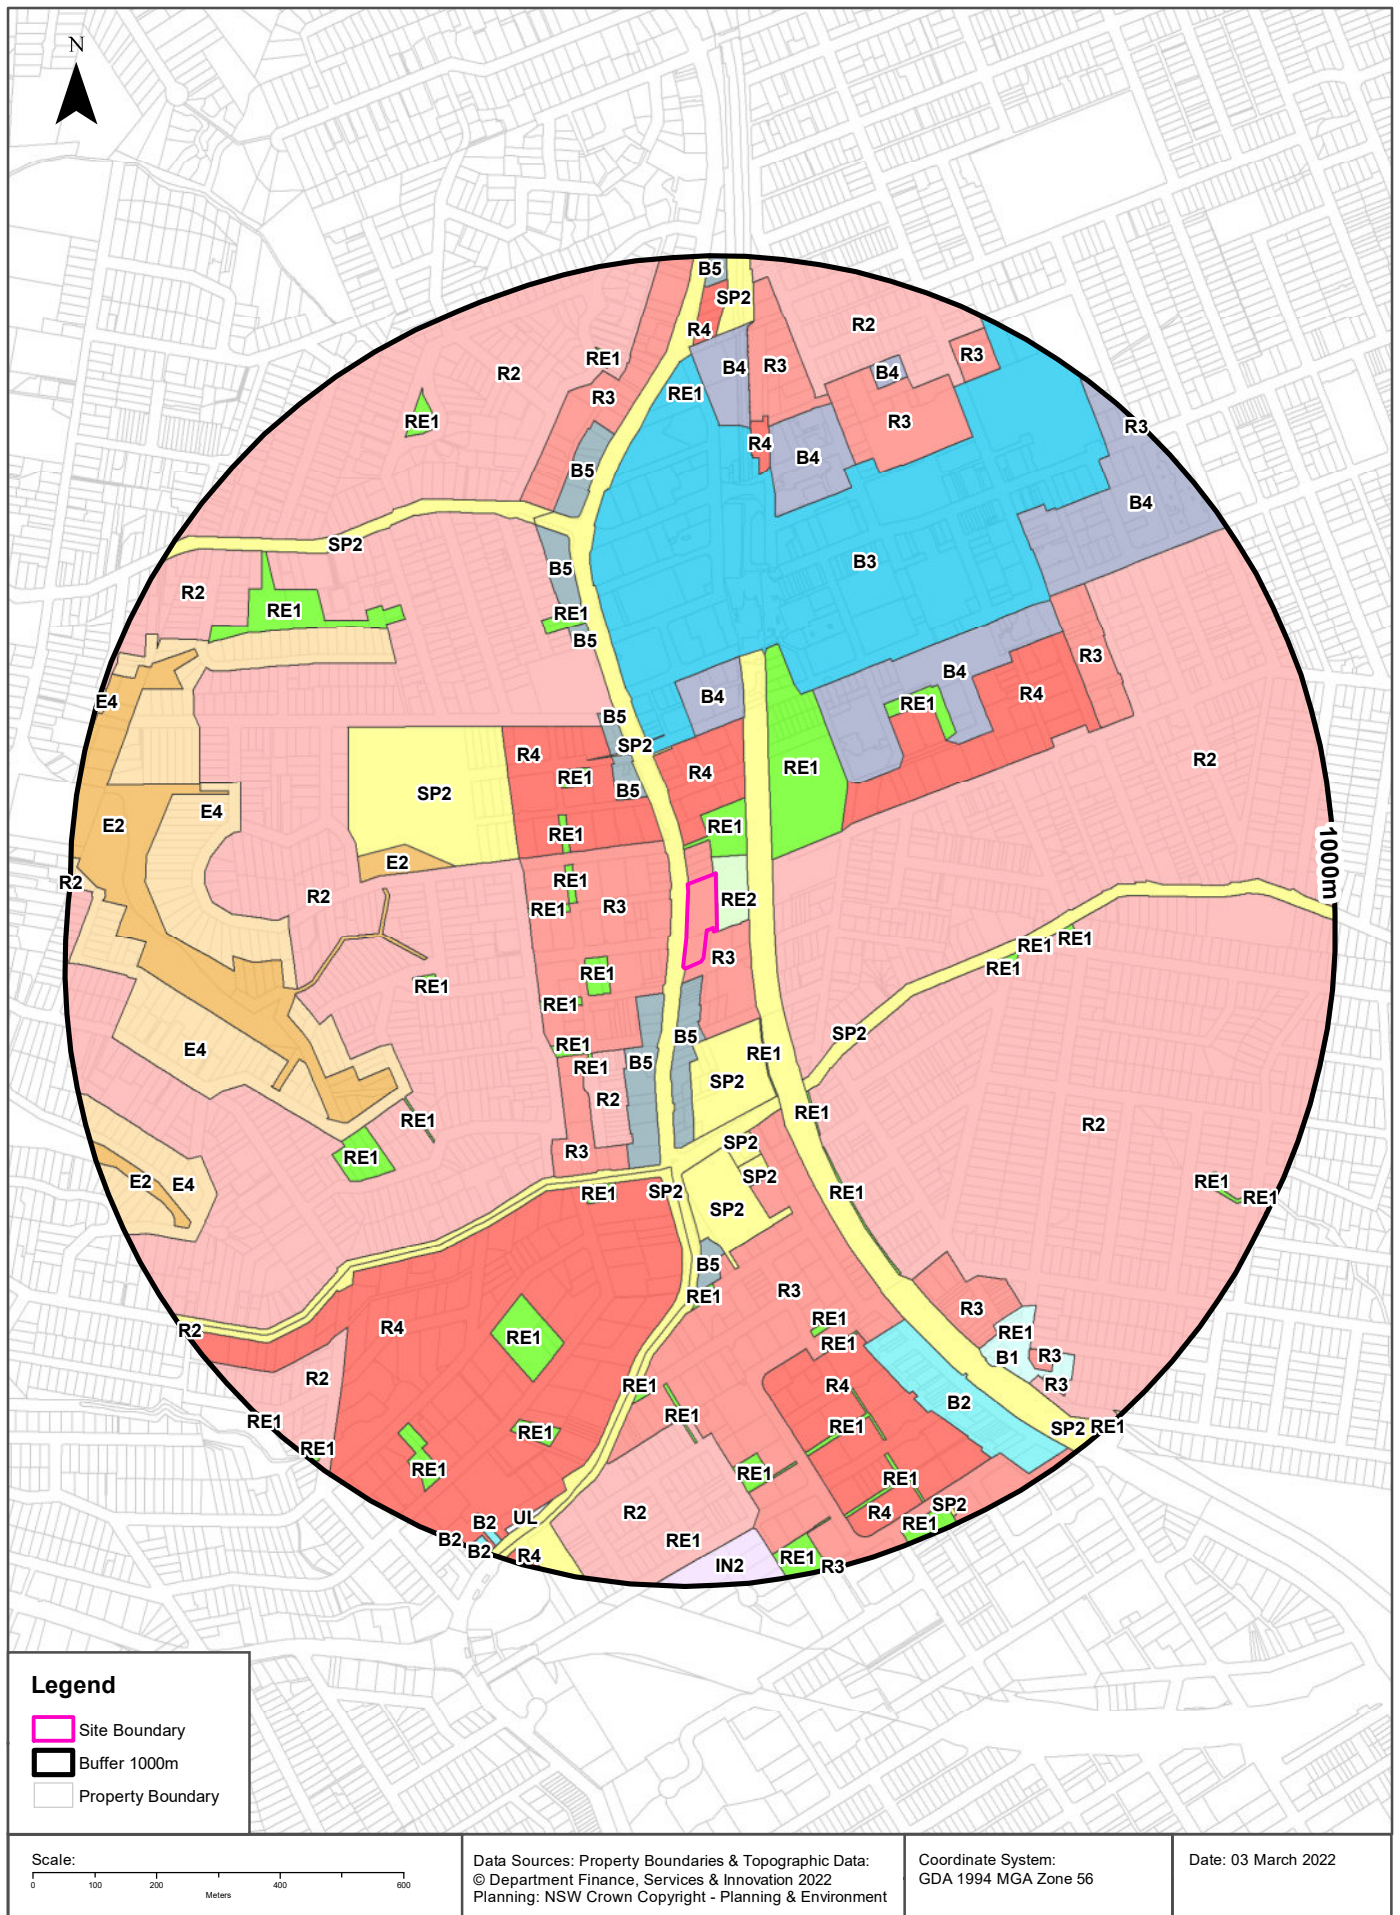 N
B5
SP2
R4
R2
RE1
R2
B4
R3
R3
B4
RE1
R3
RE1
R3
R4
B4
R3
B5
B4
SP2
B3
B5
R2
RE1
RE1
B5
R3
B4
E4
B4
R4
RE1
B5
SP2
R4
R2
R4
RE1
RE1
B5
SP2
E4
E2
RE1
RE1
1000m
E2
R2
RE1
R2
RE2
R3
RE1
RE1
RE1
R3
RE1
RE1
RE1
RE1
SP2
B5
RE1
E4
RE1
B5
RE1
SP2
R2
RE1
RE1
R2
SP2
R3
RE1
SP2
E2
E4
RE1
SP2
RE1
RE1
RE1
SP2
B5
R3
RE1
R3
RE1
R2
R4
RE1
RE1
RE1
B1
R3
R2
RE1
R4
R3
B2
RE1
RE1
RE1
RE1
SP2
RE1
RE1
RE1
RE1
RE1
SP2
R2
R4
RE1
UL
B2
B2
B2
RE1
R4
IN2
RE1
R3
Legend
Site Boundary
Buffer 1000m
Property Boundary
Scale:
0 100 200 400 600
Meters
Data Sources: Property Boundaries & Topographic Data:
© Department Finance, Services & Innovation 2022
Planning: NSW Crown Copyright - Planning & Environment
Coordinate System:
GDA 1994 MGA Zone 56
Date: 03 March 2022